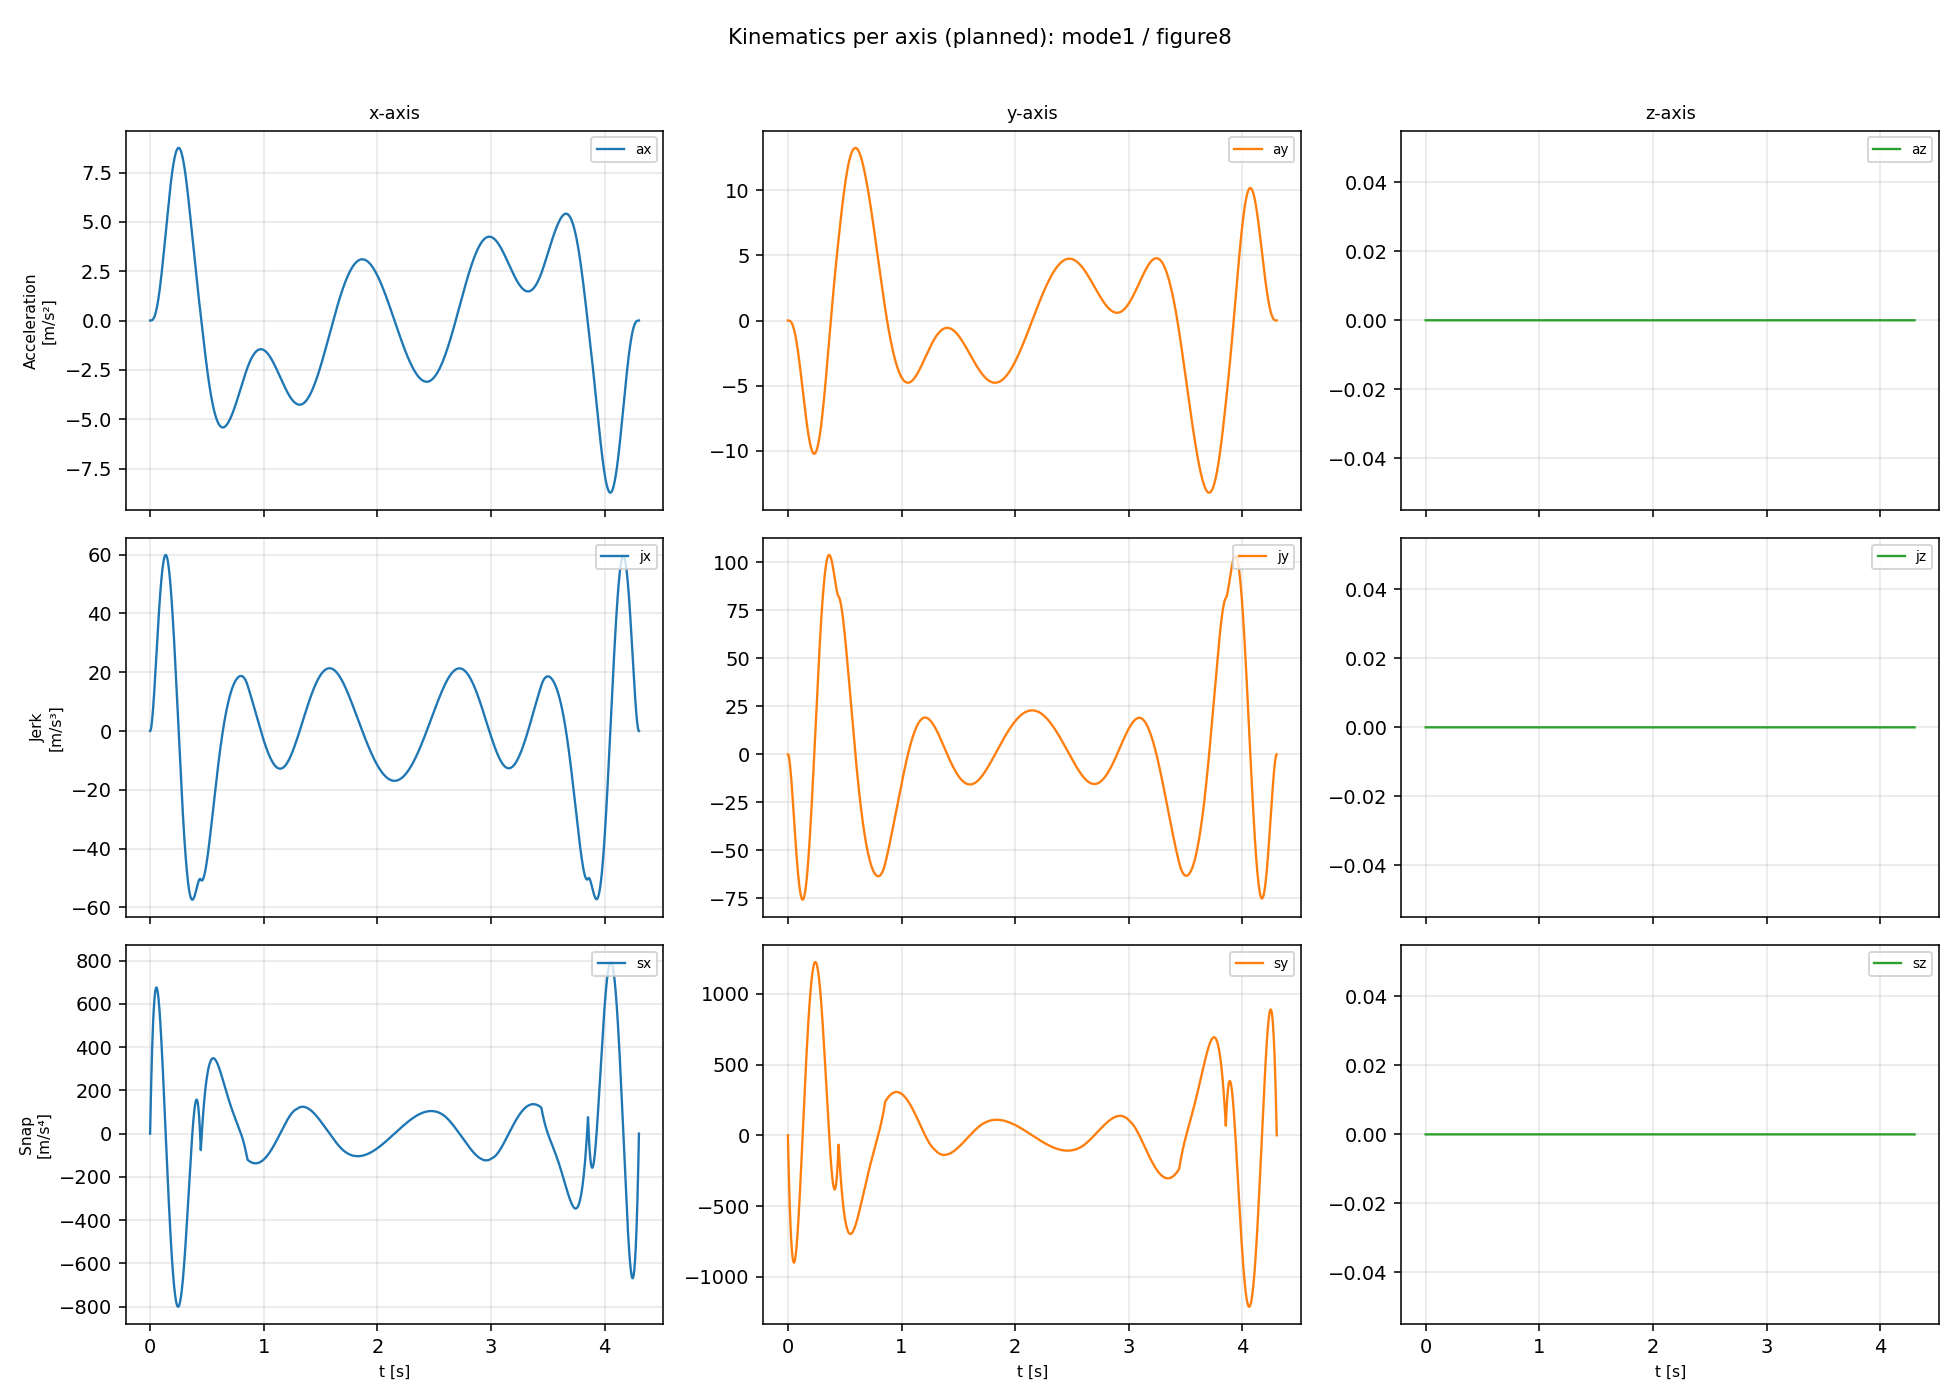 Kinematics per axis (planned): mode1 / figure8
x-axis
y-axis
z-axis
Acceleration
[m/s²]
7.5
5.0
2.5
0.0
−2.5
−5.0
−7.5
ax
10
5
0
−5
−10
ay
0.04
0.02
0.00
−0.02
−0.04
az
Jerk
[m/s³]
60
40
20
0
−20
−40
−60
jx
100
75
50
25
0
−25
−50
−75
jy
0.04
0.02
0.00
−0.02
−0.04
jz
Snap
[m/s⁴]
800
600
400
200
0
−200
−400
−600
−800
sx
1000
500
0
−500
−1000
sy
0.04
0.02
0.00
−0.02
−0.04
sz
0 1 2 3 4
t [s]
0 1 2 3 4
t [s]
0 1 2 3 4
t [s]